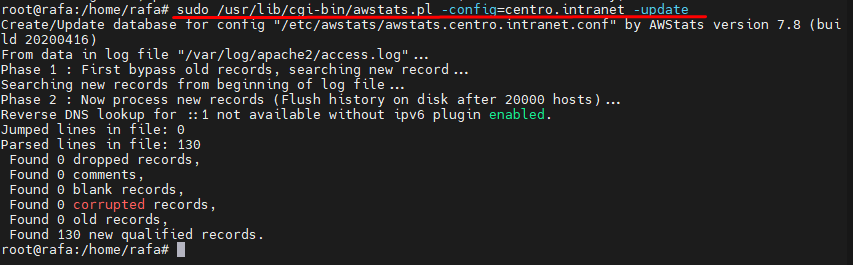 root@rafa:/home/rafa# sudo /usr/lib/cgi-bin/awstats.pl -config=centro.intranet -update
Create/Update database for config "/etc/awstats/awstats.centro.intranet.conf" by AWStats version 7.8 (bui
ld 20200416)
From data in log file "/var/log/apache2/access.log"...
Phase 1 : First bypass old records, searching new record...
Searching new records from beginning of log file...
Phase 2 : Now process new records (Flush history on disk after 20000 hosts)...
Reverse DNS lookup for ::1 not available without ipv6 plugin enabled.
Jumped lines in file: 0
Parsed lines in file: 130
 Found 0 dropped records,
 Found 0 comments,
 Found 0 blank records,
 Found 0 corrupted records,
 Found 0 old records,
 Found 130 new qualified records.
root@rafa:/home/rafa#